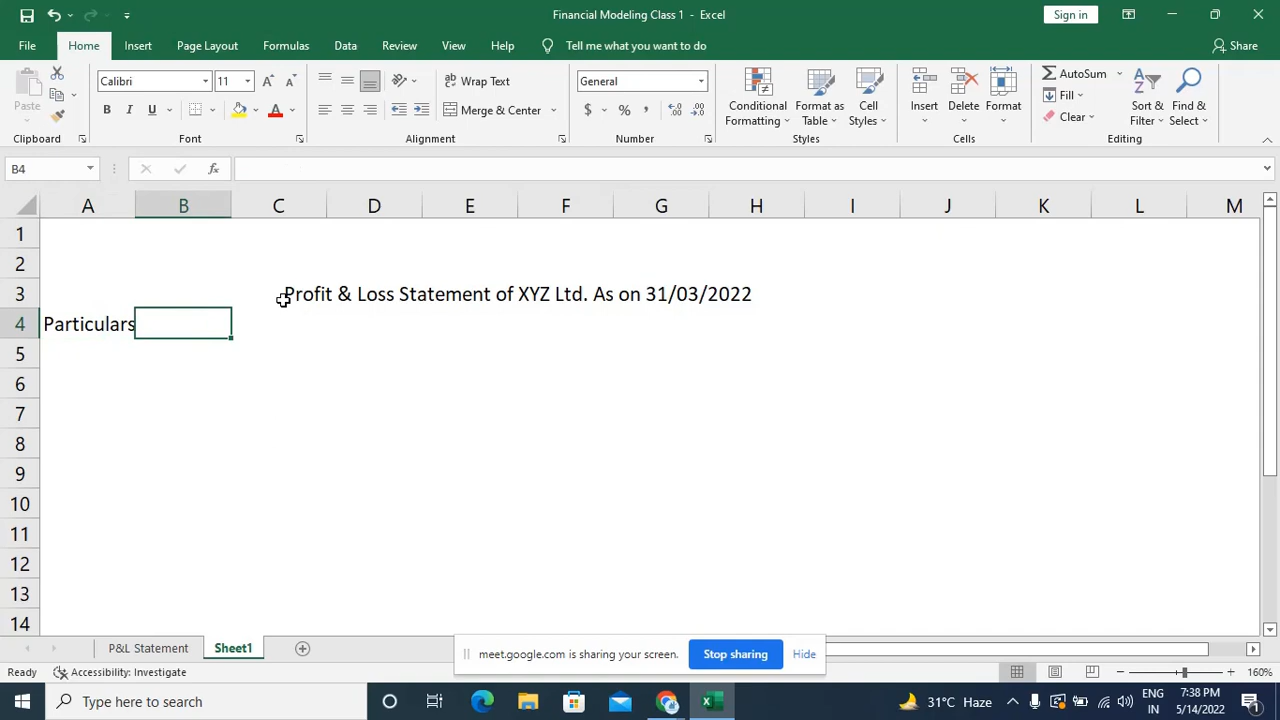 Financial Modeling Class 1 - Excel
Sign in
File Home Insert Page Layout Formulas Data Review View Help Tell me what you want to do Share
Paste
Calibri 11
B I U
Wrap Text
Merge & Center
General
$ % ,
Conditional Formatting
Format as Table
Cell Styles
Insert
Delete
Format
AutoSum
Fill
Clear
Sort & Filter
Find & Select
Clipboard Font Alignment Number Styles Cells Editing
B4 fx
A B C D E F G H I J K L M
1
2
3 Profit & Loss Statement of XYZ Ltd. As on 31/03/2022
4 Particulars
5
6
7
8
9
10
11
12
13
14
P&L Statement Sheet1
meet.google.com is sharing your screen. Stop sharing Hide
Ready Accessibility: Investigate 160%
Type here to search
31°C Haze
ENG
IN
7:38 PM
5/14/2022
1